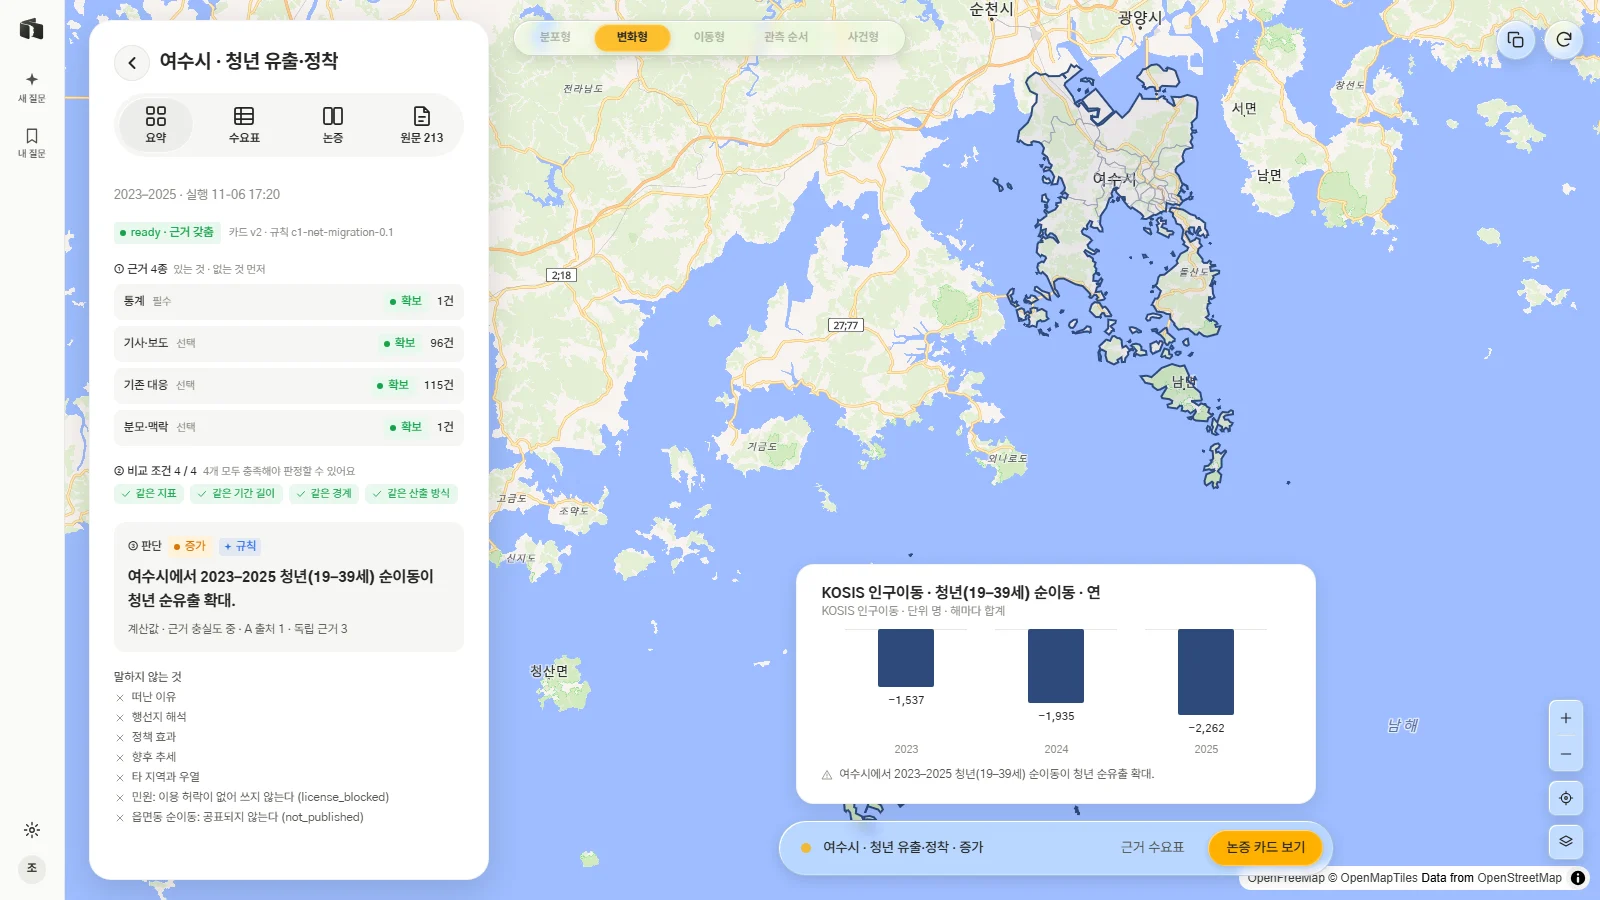 새 질문
내 질문
조
여수시 · 청년 유출·정착
요약
수요표
논증
원문 213
2023–2025 · 실행 11-06 17:20
ready · 근거 갖춤
카드 v2 · 규칙 c1-net-migration-0.1
① 근거 4종 있는 것 · 없는 것 먼저
통계 필수 확보 1건
기사·보도 선택 확보 96건
기존 대응 선택 확보 115건
분모·맥락 선택 확보 1건
② 비교 조건 4 / 4 4개 모두 충족해야 판정할 수 있어요
✓ 같은 지표
✓ 같은 기간 길이
✓ 같은 경계
✓ 같은 산출 방식
③ 판단 증가 + 규칙
여수시에서 2023–2025 청년(19–39세) 순이동이
청년 순유출 확대.
계산값 · 근거 충실도 중 · A 출처 1 · 독립 근거 3
말하지 않는 것
× 떠난 이유
× 행선지 해석
× 정책 효과
× 향후 추세
× 타 지역과 우열
× 민원: 이용 허락이 없어 쓰지 않는다 (license_blocked)
× 읍면동 순이동: 공표되지 않는다 (not_published)
분포형
변화형
이동형
관측 순서
사건형
순천시
광양시
전라남도
창선도
서면
여수시
남면
돌산도
2;18
27;77
남면
거금도
외나로도
고금도
조약도
신지도
청산면
남해
KOSIS 인구이동 · 청년(19–39세) 순이동 · 연
KOSIS 인구이동 · 단위 명 · 해마다 합계
−1,537
−1,935
−2,262
2023
2024
2025
여수시에서 2023–2025 청년(19–39세) 순이동이 청년 순유출 확대.
여수시 · 청년 유출·정착 · 증가
근거 수요표
논증 카드 보기
OpenFreeMap © OpenMapTiles Data from OpenStreetMap